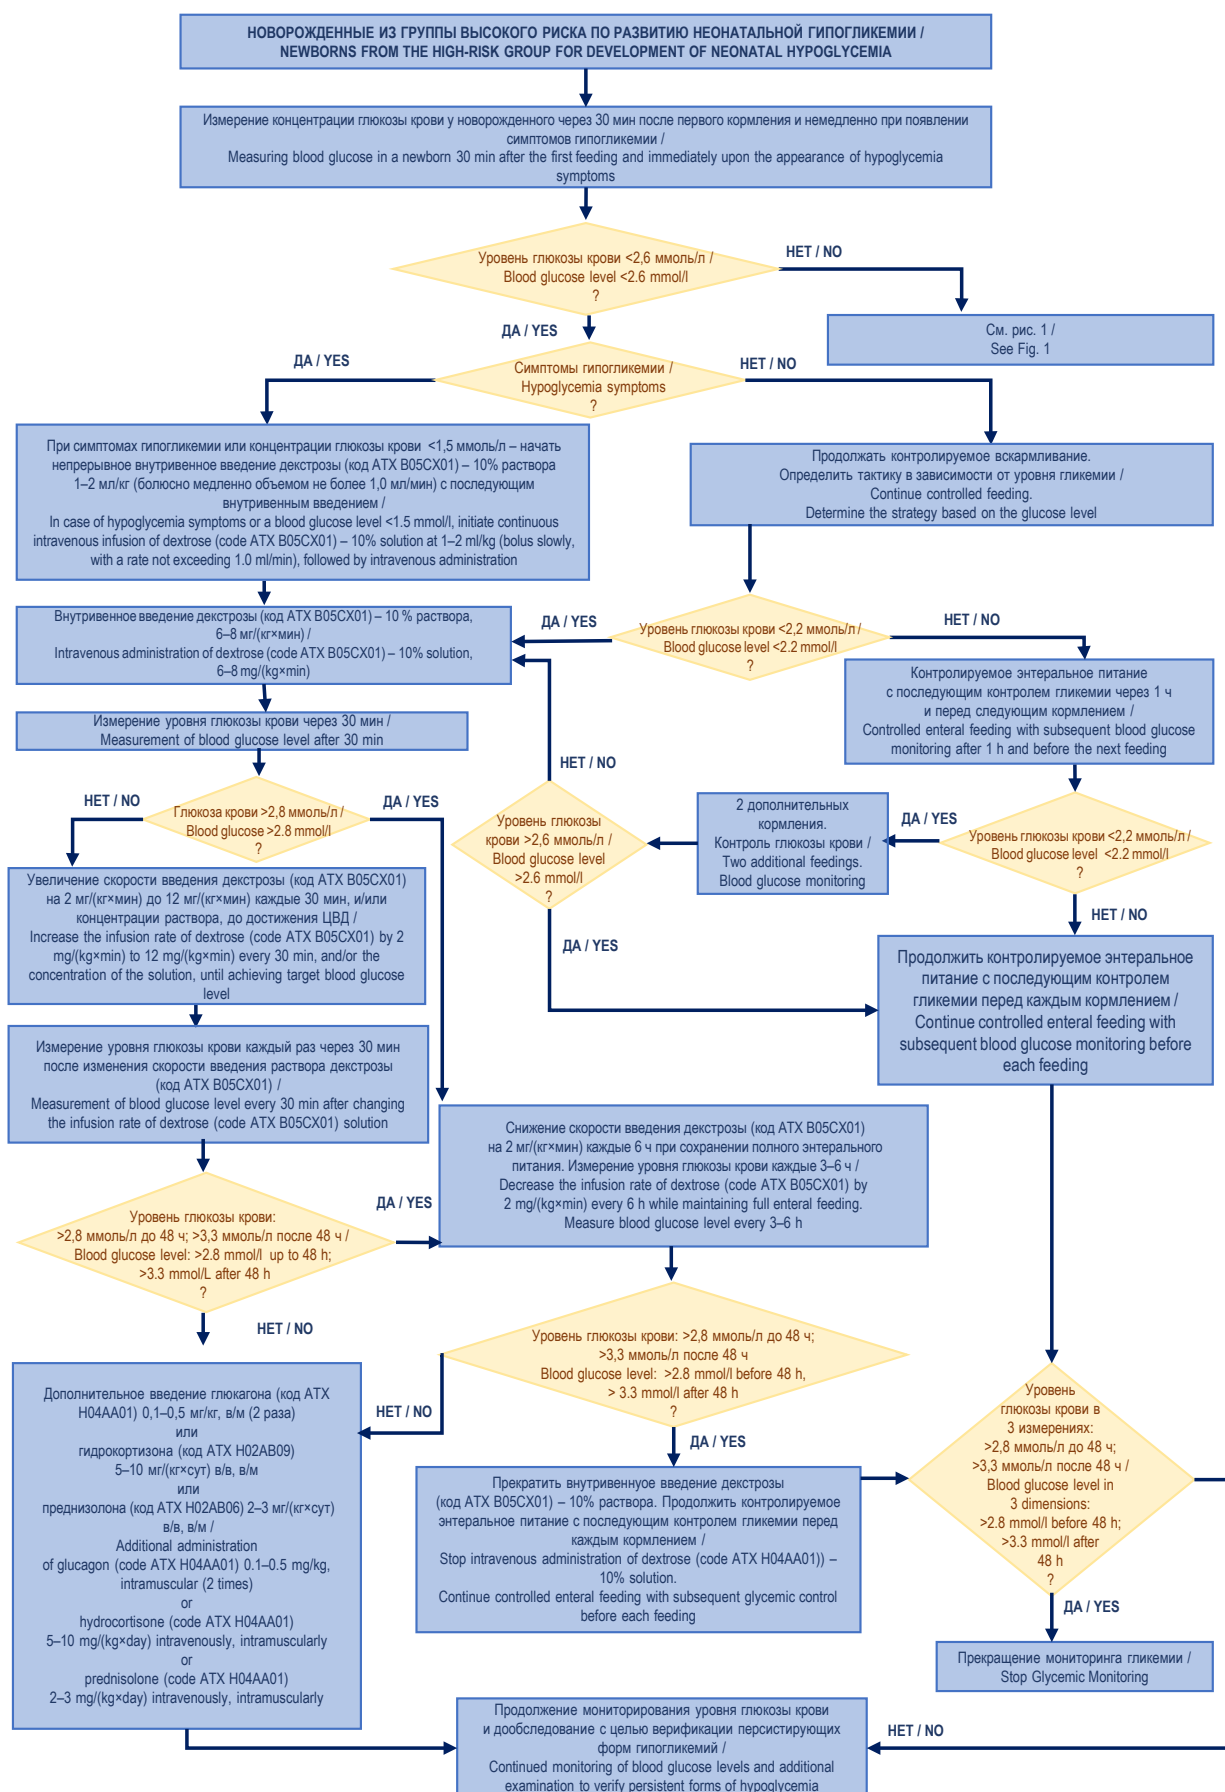 НОВОРОЖДЕННЫЕ ИЗ ГРУППЫ ВЫСОКОГО РИСКА ПО РАЗВИТИЮ НЕОНАТАЛЬНОЙ ГИПОГЛИКЕМИИ /
NEWBORNS FROM THE HIGH-RISK GROUP FOR DEVELOPMENT OF NEONATAL HYPOGLYCEMIA
Измерение концентрации глюкозы крови у новорожденного через 30 мин после первого кормления и немедленно при появлении
симптомов гипогликемии /
Measuring blood glucose in a newborn 30 min after the first feeding and immediately upon the appearance of hypoglycemia
symptoms
Уровень глюкозы крови <2,6 ммоль/л /
Blood glucose level <2.6 mmol/l
?
НЕТ / NO
См. рис. 1 /
See Fig. 1
ДА / YES
Симптомы гипогликемии /
Hypoglycemia symptoms
?
ДА / YES
НЕТ / NO
При симптомах гипогликемии или концентрации глюкозы крови <1,5 ммоль/л – начать
непрерывное внутривенное введение декстрозы (код АТХ B05CX01) – 10% раствора
1–2 мл/кг (болюсно медленно объемом не более 1,0 мл/мин) с последующим
внутривенным введением /
In case of hypoglycemia symptoms or a blood glucose level <1.5 mmol/l, initiate continuous
intravenous infusion of dextrose (code ATX B05CX01) – 10% solution at 1–2 ml/kg (bolus slowly,
with a rate not exceeding 1.0 ml/min), followed by intravenous administration
Продолжать контролируемое вскармливание.
Определить тактику в зависимости от уровня гликемии /
Continue controlled feeding.
Determine the strategy based on the glucose level
Внутривенное введение декстрозы (код АТХ B05CX01) – 10 % раствора,
6–8 мг/(кг×мин) /
Intravenous administration of dextrose (code ATX B05CX01) – 10% solution,
6–8 mg/(kg×min)
ДА / YES
Уровень глюкозы крови <2,2 ммоль/л /
Blood glucose level <2.2 mmol/l
?
НЕТ / NO
Контролируемое энтеральное питание
с последующим контролем гликемии через 1 ч
и перед следующим кормлением /
Controlled enteral feeding with subsequent blood glucose
monitoring after 1 h and before the next feeding
Измерение уровня глюкозы крови через 30 мин /
Measurement of blood glucose level after 30 min
НЕТ / NO
НЕТ / NO
Глюкоза крови >2,8 ммоль/л /
Blood glucose >2.8 mmol/l
?
ДА / YES
Уровень глюкозы
крови >2,6 ммоль/л /
Blood glucose level
>2.6 mmol/l
?
2 дополнительных
кормления.
Контроль глюкозы крови /
Two additional feedings.
Blood glucose monitoring
ДА / YES
Уровень глюкозы крови <2,2 ммоль/л /
Blood glucose level <2.2 mmol/l
?
НЕТ / NO
ДА / YES
Увеличение скорости введения декстрозы (код АТХ B05CX01)
на 2 мг/(кг×мин) до 12 мг/(кг×мин) каждые 30 мин, и/или
концентрации раствора, до достижения ЦВД /
Increase the infusion rate of dextrose (code ATX B05CX01) by 2
mg/(kg×min) to 12 mg/(kg×min) every 30 min, and/or the
concentration of the solution, until achieving target blood glucose
level
Продолжить контролируемое энтеральное
питание с последующим контролем
гликемии перед каждым кормлением /
Continue controlled enteral feeding with
subsequent blood glucose monitoring before
each feeding
Измерение уровня глюкозы крови каждый раз через 30 мин
после изменения скорости введения раствора декстрозы
(код АТХ B05CX01) /
Measurement of blood glucose level every 30 min after changing
the infusion rate of dextrose (code ATX B05CX01) solution
Снижение скорости введения декстрозы (код АТХ B05CX01)
на 2 мг/(кг×мин) каждые 6 ч при сохранении полного энтерального
питания. Измерение уровня глюкозы крови каждые 3–6 ч /
Decrease the infusion rate of dextrose (code ATX B05CX01) by
2 mg/(kg×min) every 6 h while maintaining full enteral feeding.
Measure blood glucose level every 3–6 h
ДА / YES
Уровень глюкозы крови:
>2,8 ммоль/л до 48 ч; >3,3 ммоль/л после 48 ч /
Blood glucose level: >2.8 mmol/l up to 48 h;
>3.3 mmol/L after 48 h
?
НЕТ / NO
Уровень глюкозы крови: >2,8 ммоль/л до 48 ч;
>3,3 ммоль/л после 48 ч
Blood glucose level: >2.8 mmol/l before 48 h,
> 3.3 mmol/l after 48 h
?
НЕТ / NO
ДА / YES
Дополнительное введение глюкагона (код АТХ
H04AA01) 0,1–0,5 мг/кг, в/м (2 раза)
или
гидрокортизона (код АТХ H02AB09)
5–10 мг/(кг×сут) в/в, в/м
или
преднизолона (код АТХ H02AB06) 2–3 мг/(кг×сут)
в/в, в/м /
Additional administration
of glucagon (code ATX H04AA01) 0.1–0.5 mg/kg,
intramuscular (2 times)
or
hydrocortisone (code ATX H04AA01)
5–10 mg/(kg×day) intravenously, intramuscularly
or
prednisolone (code ATX H04AA01)
2–3 mg/(kg×day) intravenously, intramuscularly
Прекратить внутривенное введение декстрозы
(код АТХ B05CX01) – 10% раствора. Продолжить контролируемое
энтеральное питание с последующим контролем гликемии перед
каждым кормлением /
Stop intravenous administration of dextrose (code ATX H04AA01)) –
10% solution.
Continue controlled enteral feeding with subsequent glycemic control
before each feeding
Уровень
глюкозы крови в
3 измерениях:
>2,8 ммоль/л до 48 ч;
>3,3 ммоль/л после 48 ч /
Blood glucose level in
3 dimensions:
>2.8 mmol/l before 48 h;
>3.3 mmol/l after
48 h
?
ДА / YES
Прекращение мониторинга гликемии /
Stop Glycemic Monitoring
Продолжение мониторирования уровня глюкозы крови
и дообследование с целью верификации персистирующих
форм гипогликемий /
Continued monitoring of blood glucose levels and additional
examination to verify persistent forms of hypoglycemia
НЕТ / NO